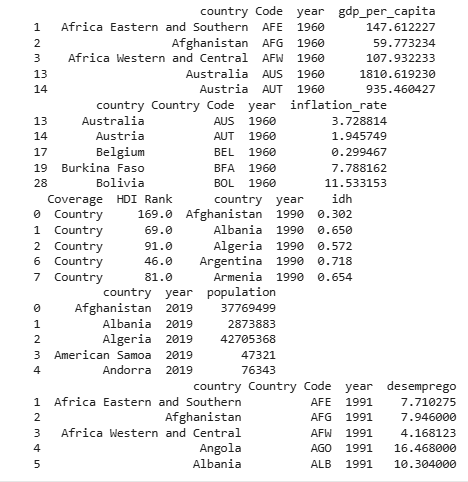 country Code year gdp_per_capita
1 Africa Eastern and Southern AFE 1960 147.612227
2 Afghanistan AFG 1960 59.773234
3 Africa Western and Central AFW 1960 107.932233
13 Australia AUS 1960 1810.619230
14 Austria AUT 1960 935.460427
country Country Code year inflation_rate
13 Australia AUS 1960 3.728814
14 Austria AUT 1960 1.945749
17 Belgium BEL 1960 0.299467
19 Burkina Faso BFA 1960 7.788162
28 Bolivia BOL 1960 11.533153
Coverage HDI Rank country year idh
0 Country 169.0 Afghanistan 1990 0.302
1 Country 69.0 Albania 1990 0.650
2 Country 91.0 Algeria 1990 0.572
6 Country 46.0 Argentina 1990 0.718
7 Country 81.0 Armenia 1990 0.654
country year population
0 Afghanistan 2019 37769499
1 Albania 2019 2873883
2 Algeria 2019 42705368
3 American Samoa 2019 47321
4 Andorra 2019 76343
country Country Code year desemprego
1 Africa Eastern and Southern AFE 1991 7.710275
2 Afghanistan AFG 1991 7.946000
3 Africa Western and Central AFW 1991 4.168123
4 Angola AGO 1991 16.468000
5 Albania ALB 1991 10.304000